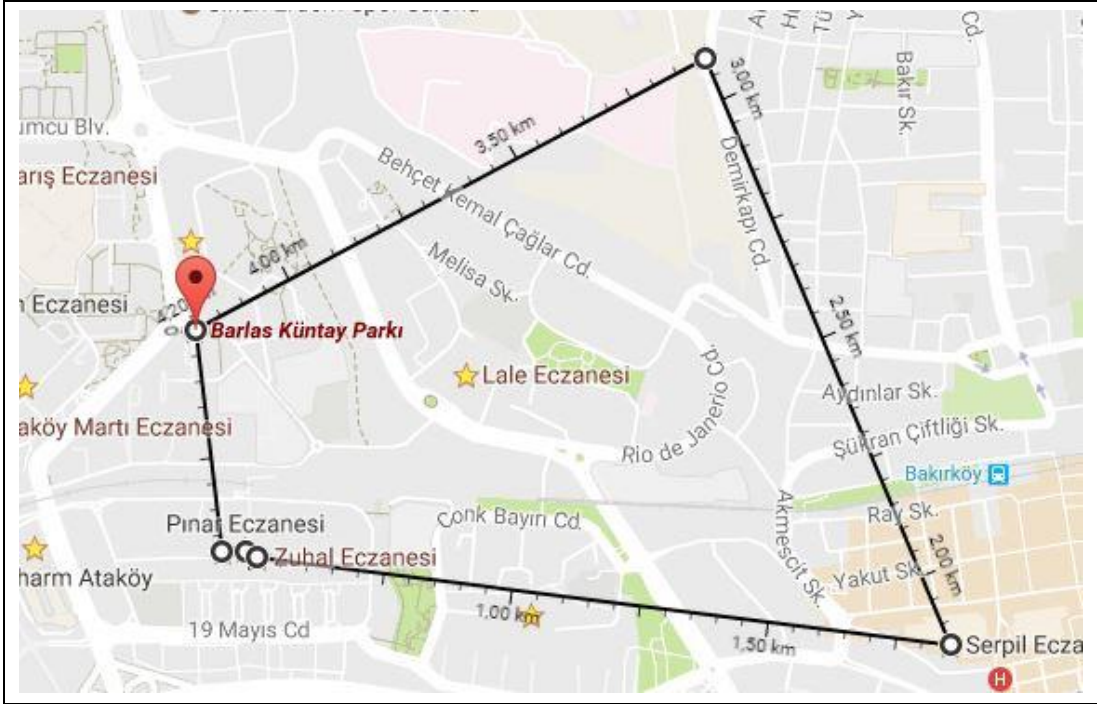 Cd.
Bakır Sk.
3,00 km
umcu Blv.
3,50 km
Demirkapı Cd.
arış Eczanesi
Behçet Kemal Çağlar Cd.
4,00 km
Melisa Sk.
n Eczanesi
Barlas Küntay Parkı
2,50 km
Lale Eczanesi
Rio de Janerio Cd.
Aydınlar Sk.
aköy Martı Eczanesi
Şükran Çiftliği Sk.
Bakırköy
Ray Sk.
Pınar Eczanesi
Conk Bayırı Cd.
Akmescit Sk.
2,00 km
Zuhal Eczanesi
harm Ataköy
Yakut Sk.
1,00 km
19 Mayıs Cd
1,50 km
Serpil Ecza
H